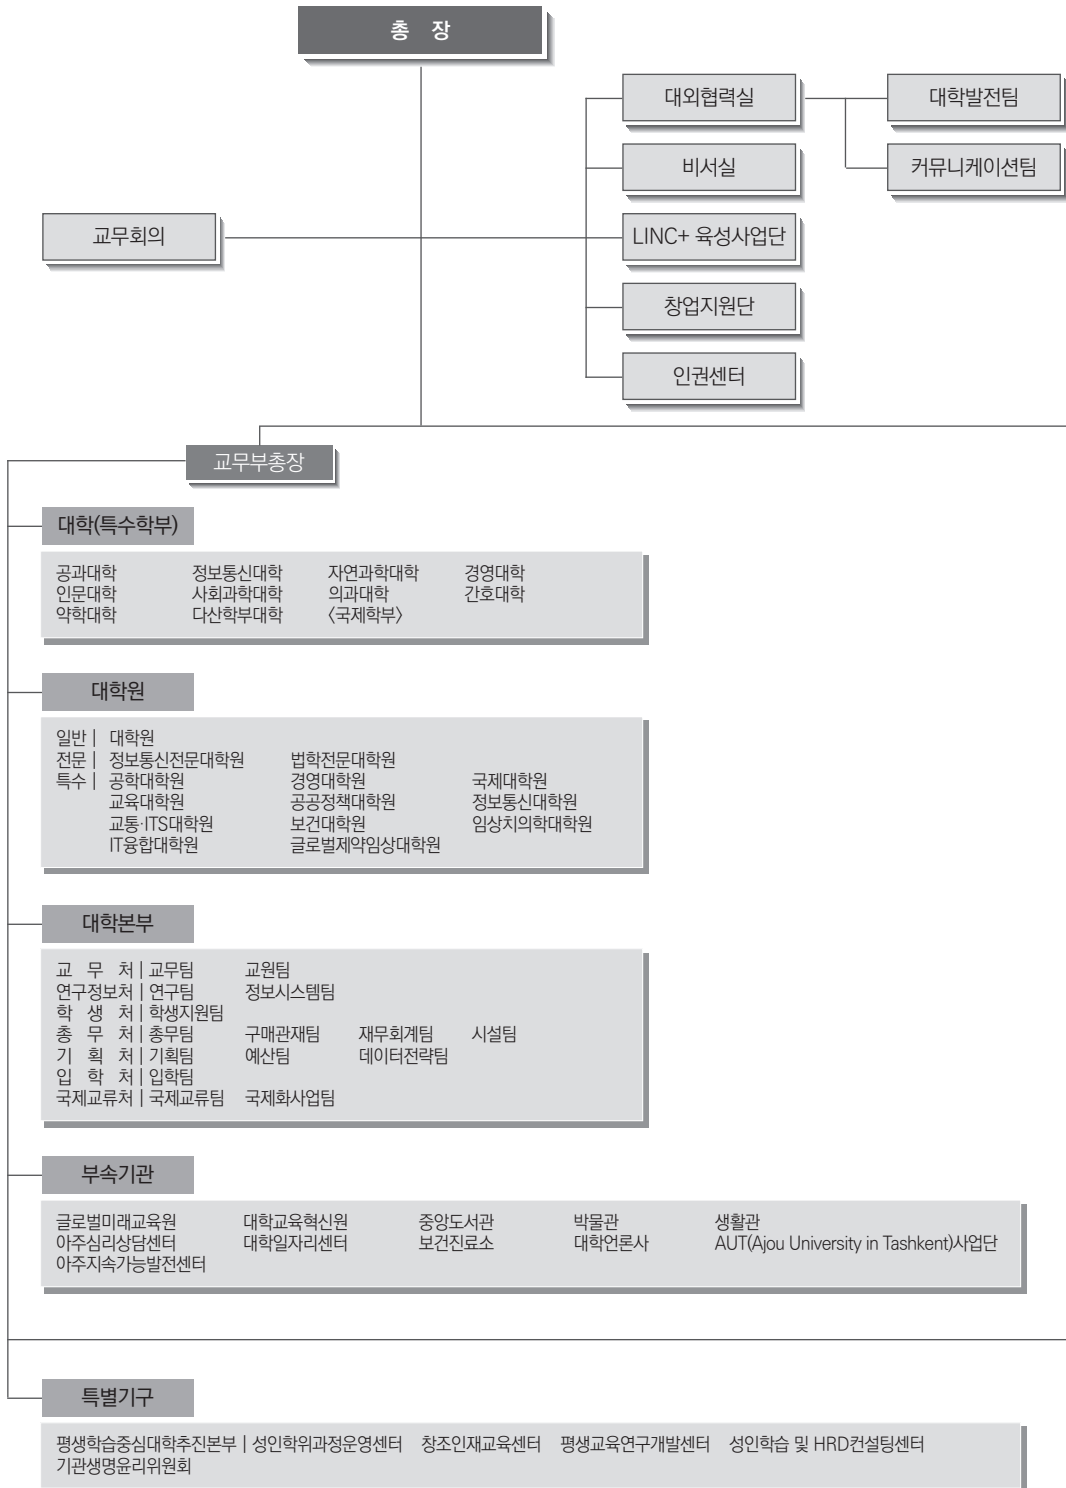 총 장
대외협력실
대학발전팀
비서실
커뮤니케이션팀
교무회의
LINC+ 육성사업단
창업지원단
인권센터
교무부총장
대학(특수학부)
공과대학 정보통신대학 자연과학대학 경영대학
인문대학 사회과학대학 의과대학 간호대학
약학대학 다산학부대학 〈국제학부〉
대학원
일반 | 대학원
전문 | 정보통신전문대학원 법학전문대학원
특수 | 공학대학원 경영대학원 국제대학원
교육대학원 공공정책대학원 정보통신대학원
교통·ITS대학원 보건대학원 임상치의학대학원
IT융합대학원 글로벌제약임상대학원
대학본부
교 무 처 | 교무팀 교원팀
연구정보처 | 연구팀 정보시스템팀
학 생 처 | 학생지원팀
총 무 처 | 총무팀 구매관재팀 재무회계팀 시설팀
기 획 처 | 기획팀 예산팀 데이터전략팀
입 학 처 | 입학팀
국제교류처 | 국제교류팀 국제화사업팀
부속기관
글로벌미래교육원 대학교육혁신원 중앙도서관 박물관 생활관
아주심리상담센터 대학일자리센터 보건진료소 대학언론사 AUT(Ajou University in Tashkent)사업단
아주지속가능발전센터
특별기구
평생학습중심대학추진본부 | 성인학위과정운영센터 창조인재교육센터 평생교육연구개발센터 성인학습 및 HRD컨설팅센터
기관생명윤리위원회